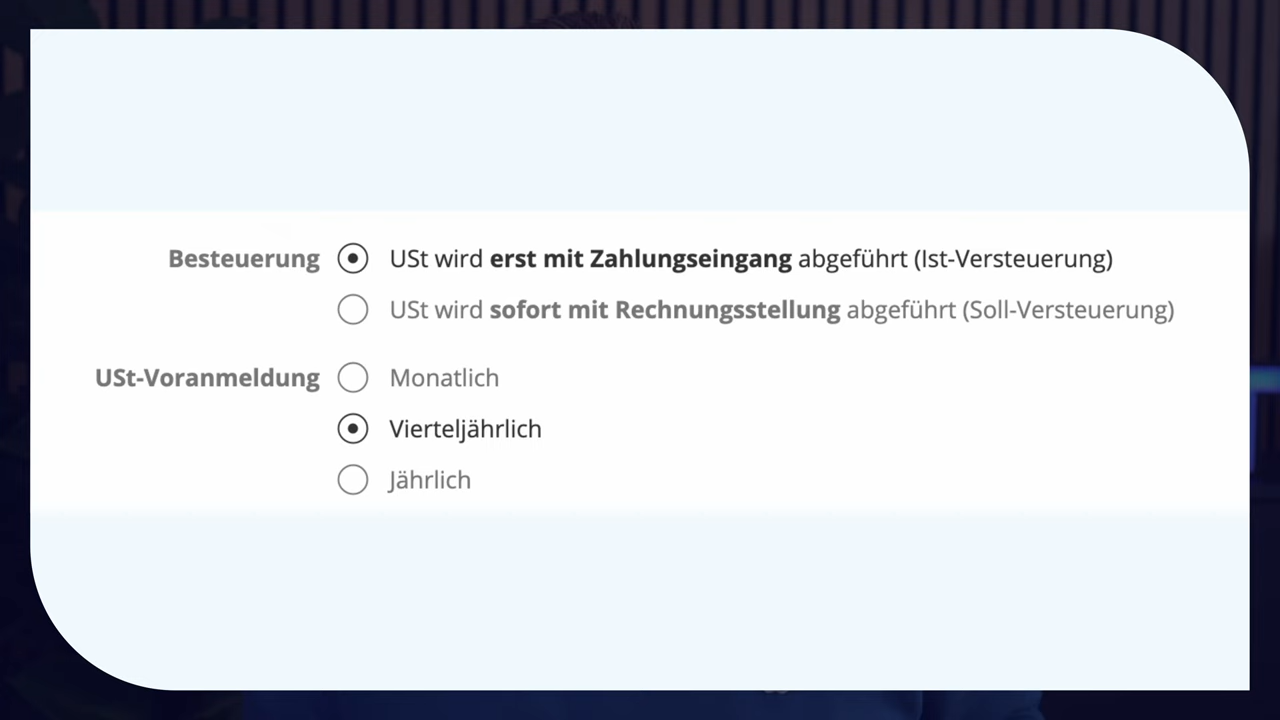 Besteuerung USt wird erst mit Zahlungseingang abgeführt (Ist-Versteuerung)
USt wird sofort mit Rechnungsstellung abgeführt (Soll-Versteuerung)
USt-Voranmeldung Monatlich
Vierteljährlich
Jährlich